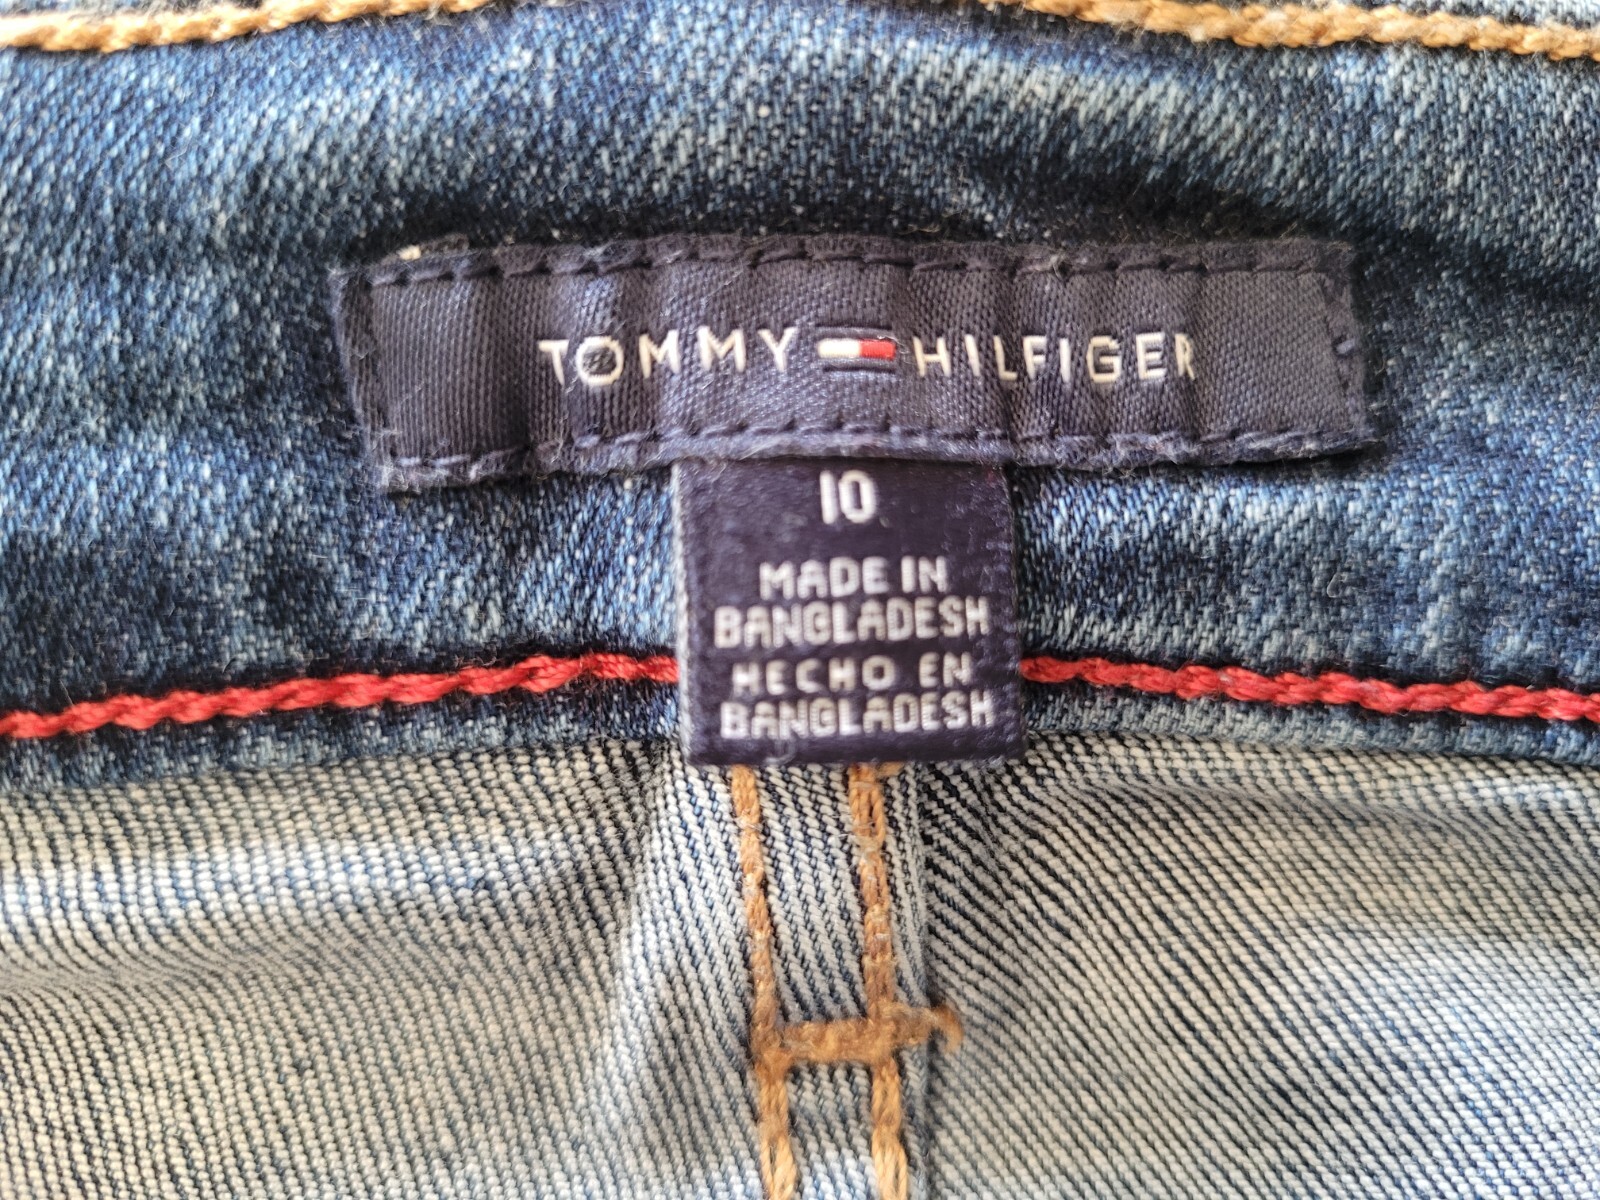 TOMMY HILFIGER
10
MADE IN
BANGLADESH
HECHO EN
BANGLADESH